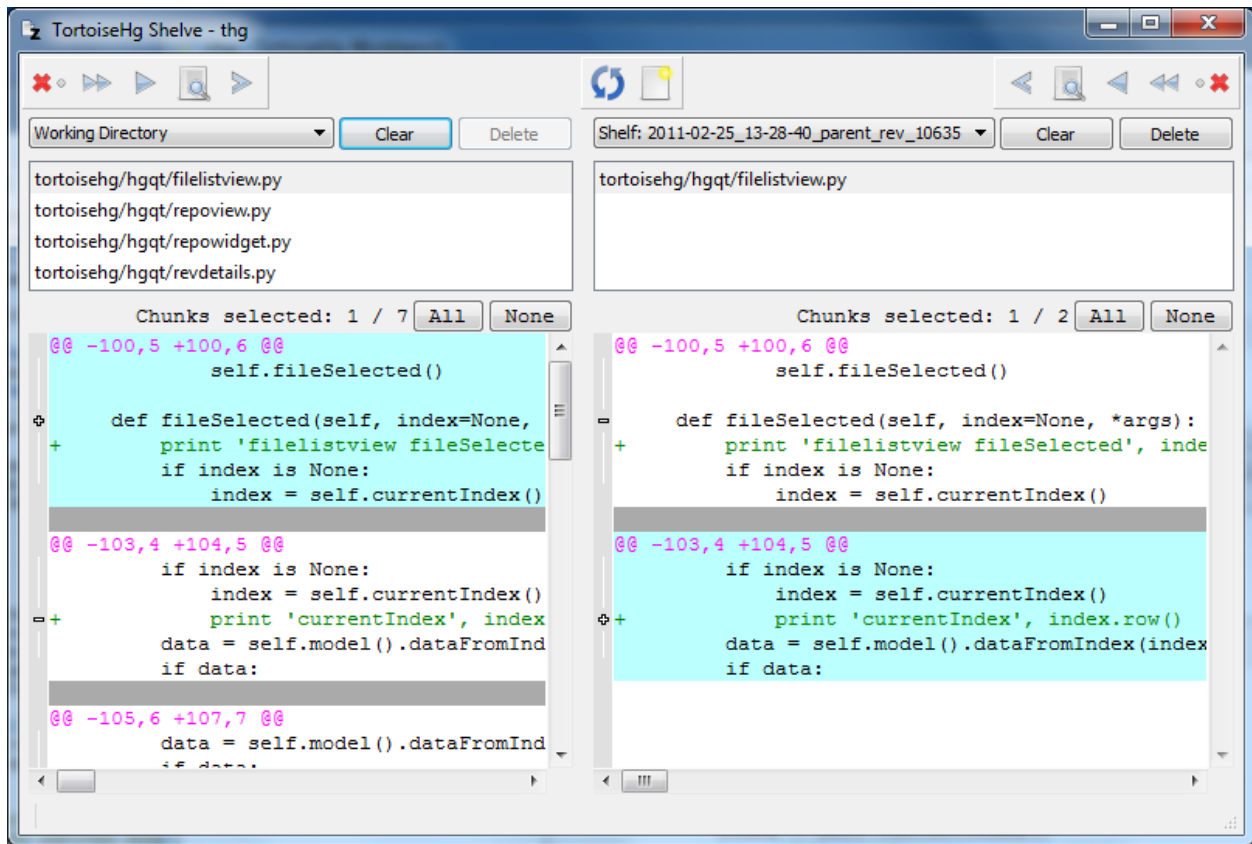 TortoiseHg Shelve - thg
Working Directory
Clear
Delete
Shelf: 2011-02-25_13-28-40_parent_rev_10635
Clear
Delete
tortoisehg/hgqt/filelistview.py
tortoisehg/hgqt/repoview.py
tortoisehg/hgqt/repowidget.py
tortoisehg/hgqt/revdetails.py
tortoisehg/hgqt/filelistview.py
Chunks selected: 1 / 7
All
None
@@ -100,5 +100,6 @@
self.fileSelected()
def fileSelected(self, index=None,
+ print 'filelistview fileSelecte
if index is None:
index = self.currentIndex()
@@ -103,4 +104,5 @@
if index is None:
index = self.currentIndex()
+ print 'currentIndex', index
data = self.model().dataFromInd
if data:
@@ -105,6 +107,7 @@
data = self.model().dataFromInd
if data:
Chunks selected: 1 / 2
All
None
@@ -100,5 +100,6 @@
self.fileSelected()
def fileSelected(self, index=None, *args):
+ print 'filelistview fileSelected', inde
if index is None:
index = self.currentIndex()
@@ -103,4 +104,5 @@
if index is None:
index = self.currentIndex()
+ print 'currentIndex', index.row()
data = self.model().dataFromIndex(index
if data: